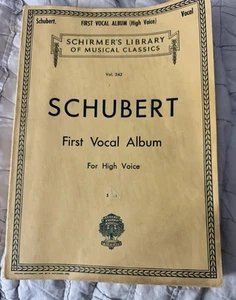 Schubert. FIRST VOCAL ALBUM (High Voice) Vocal
SCHIRMER'S LIBRARY
OF MUSICAL CLASSICS
Vol. 342
SCHUBERT
First Vocal Album
For High Voice